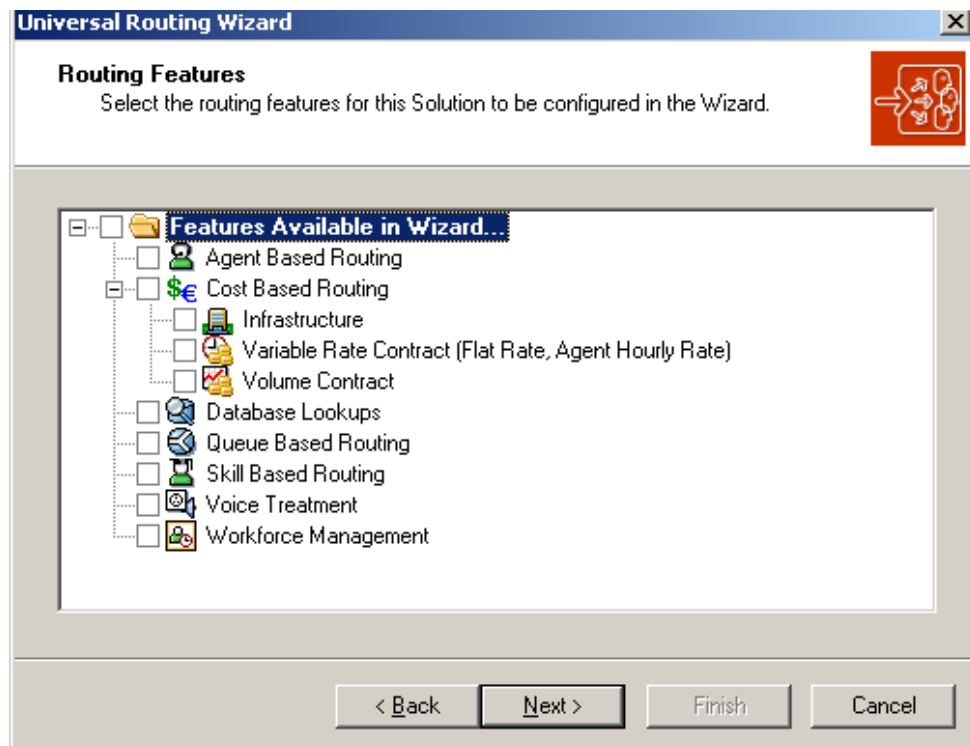 Universal Routing Wizard
Routing Features
Select the routing features for this Solution to be configured in the Wizard.
Features Available in Wizard...
Agent Based Routing
Cost Based Routing
Infrastructure
Variable Rate Contract (Flat Rate, Agent Hourly Rate)
Volume Contract
Database Lookups
Queue Based Routing
Skill Based Routing
Voice Treatment
Workforce Management
< Back Next > Finish Cancel